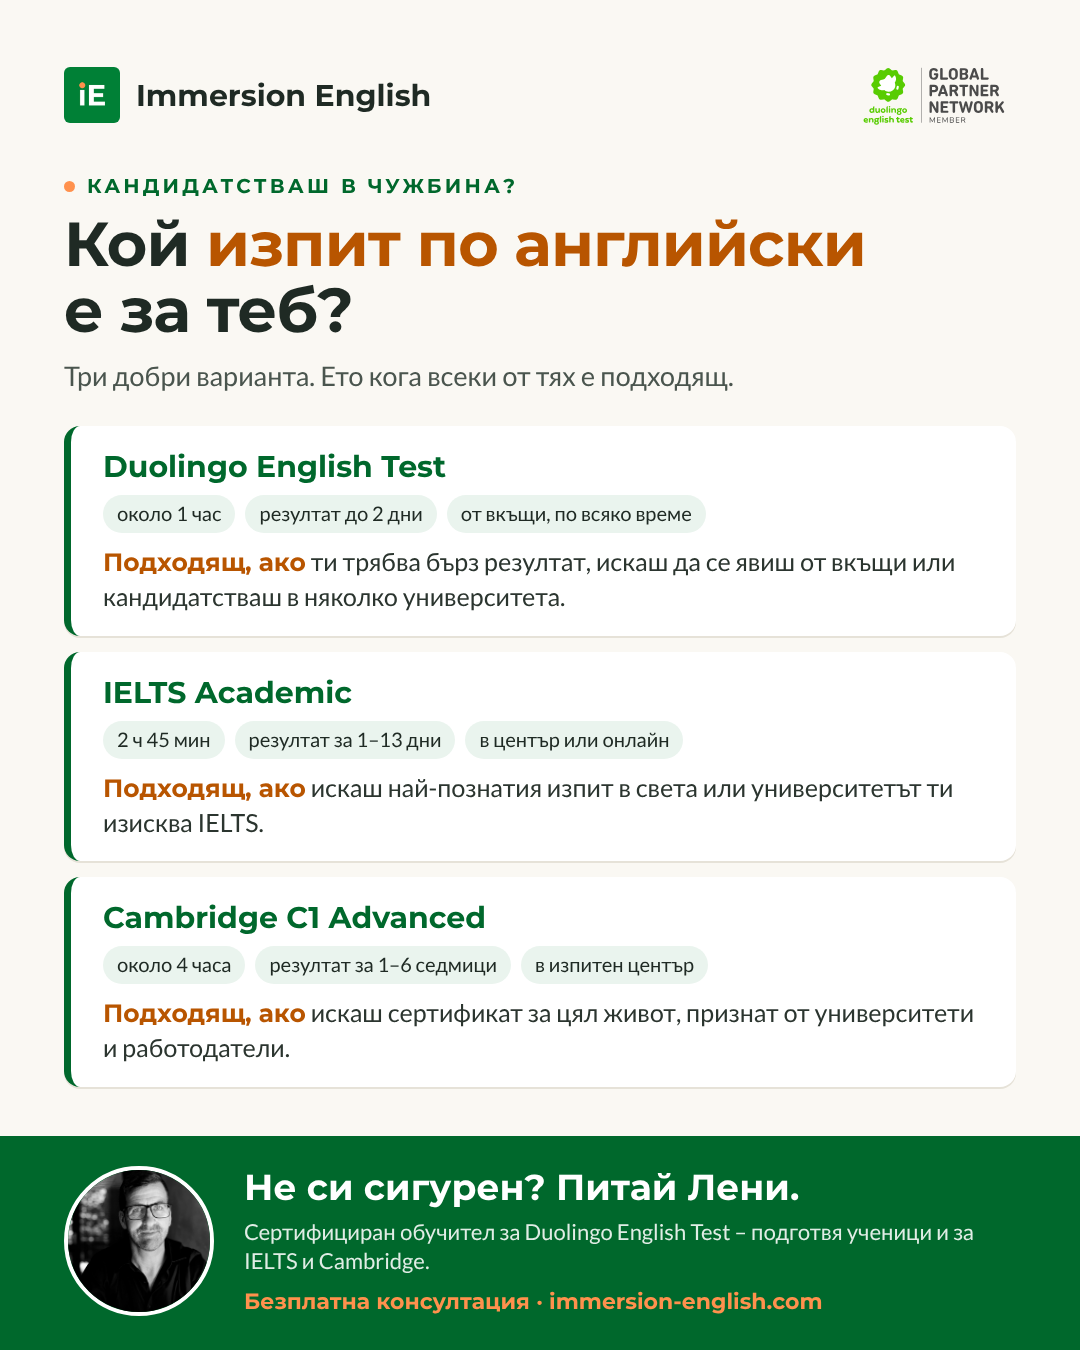 iE Immersion English
duolingo
english test
GLOBAL
PARTNER
NETWORK
MEMBER
КАНДИДАТСТВАШ В ЧУЖБИНА?
Кой изпит по английски
е за теб?
Три добри варианта. Ето кога всеки от тях е подходящ.
Duolingo English Test
около 1 час
резултат до 2 дни
от вкъщи, по всяко време
Подходящ, ако ти трябва бърз резултат, искаш да се явиш от вкъщи или
кандидатстваш в няколко университета.
IELTS Academic
2 ч 45 мин
резултат за 1–13 дни
в център или онлайн
Подходящ, ако искаш най-познатия изпит в света или университетът ти
изисква IELTS.
Cambridge C1 Advanced
около 4 часа
резултат за 1–6 седмици
в изпитен център
Подходящ, ако искаш сертификат за цял живот, признат от университети
и работодатели.
Не си сигурен? Питай Лени.
Сертифициран обучител за Duolingo English Test – подготвя ученици и за
IELTS и Cambridge.
Безплатна консултация · immersion-english.com